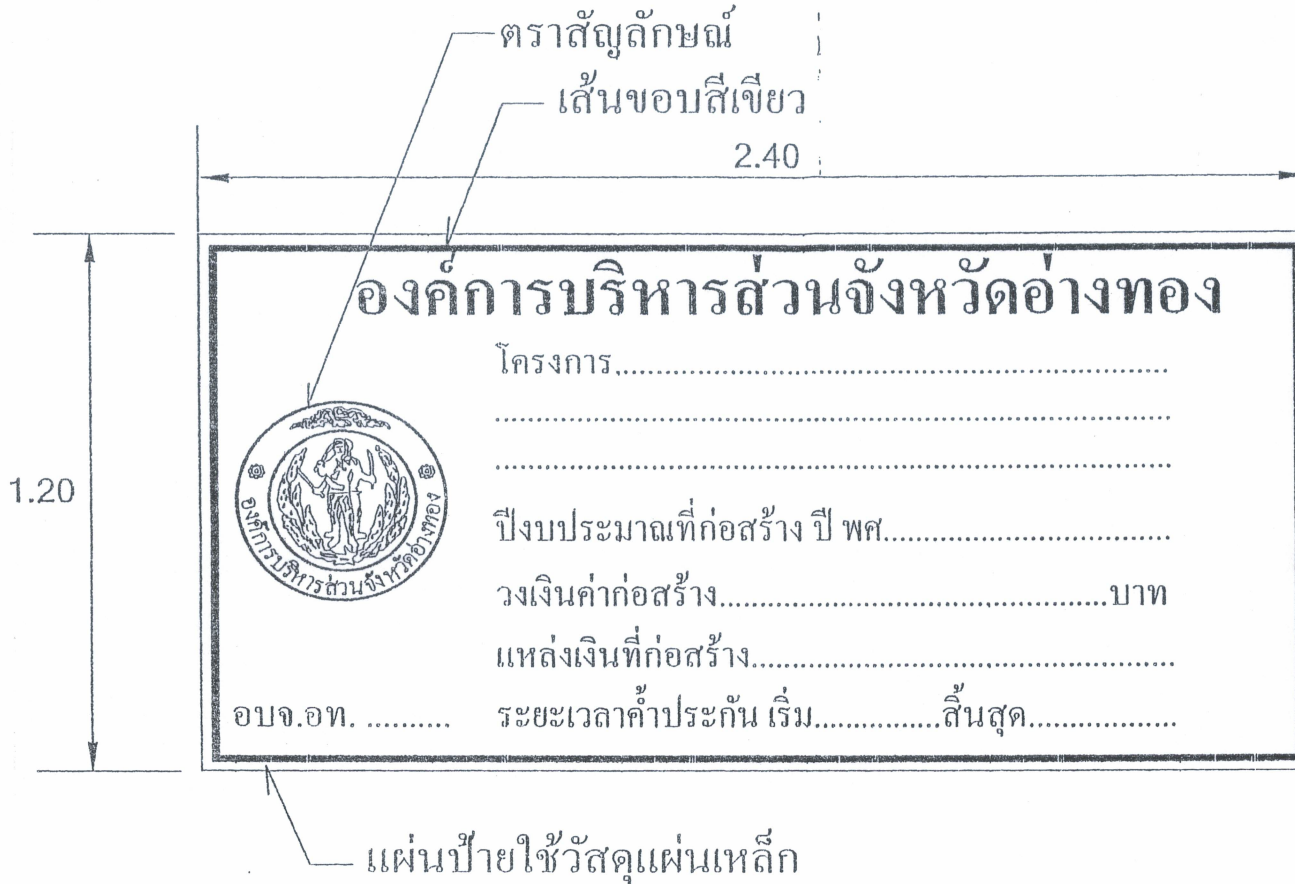 ตราสัญลักษณ์
เส้นขอบสีเขียว
2.40
1.20
องค์การบริหารส่วนจังหวัดอ่างทอง
โครงการ..............................................................
..............................................................
..............................................................
องค์การบริหารส่วนจังหวัดอ่างทอง
ปีงบประมาณที่ก่อสร้าง ปี พศ..............................
วงเงินค่าก่อสร้าง..............................................บาท
แหล่งเงินที่ก่อสร้าง..............................................
อบจ.อท. .......... ระยะเวลาค้ำประกัน เริ่ม...............สิ้นสุด..................
แผ่นป้ายใช้วัสดุแผ่นเหล็ก